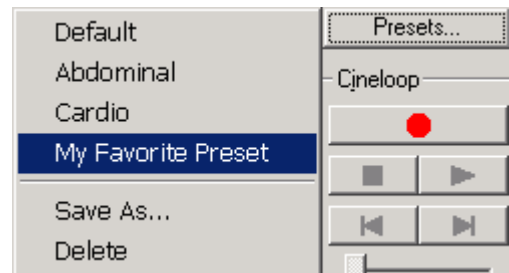 Default
Abdominal
Cardio
My Favorite Preset
Save As...
Delete
Presets...
Cineloop